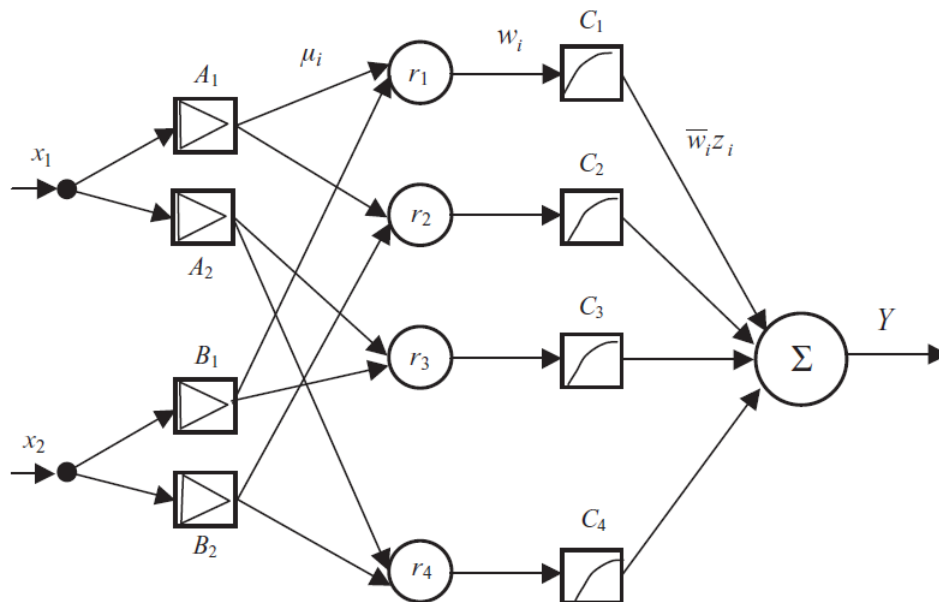 x₁
A₁
A₂
x₂
B₁
B₂
μᵢ
r₁
r₂
r₃
r₄
wᵢ
C₁
C₂
C₃
C₄
w̅ᵢzᵢ
Σ
Y